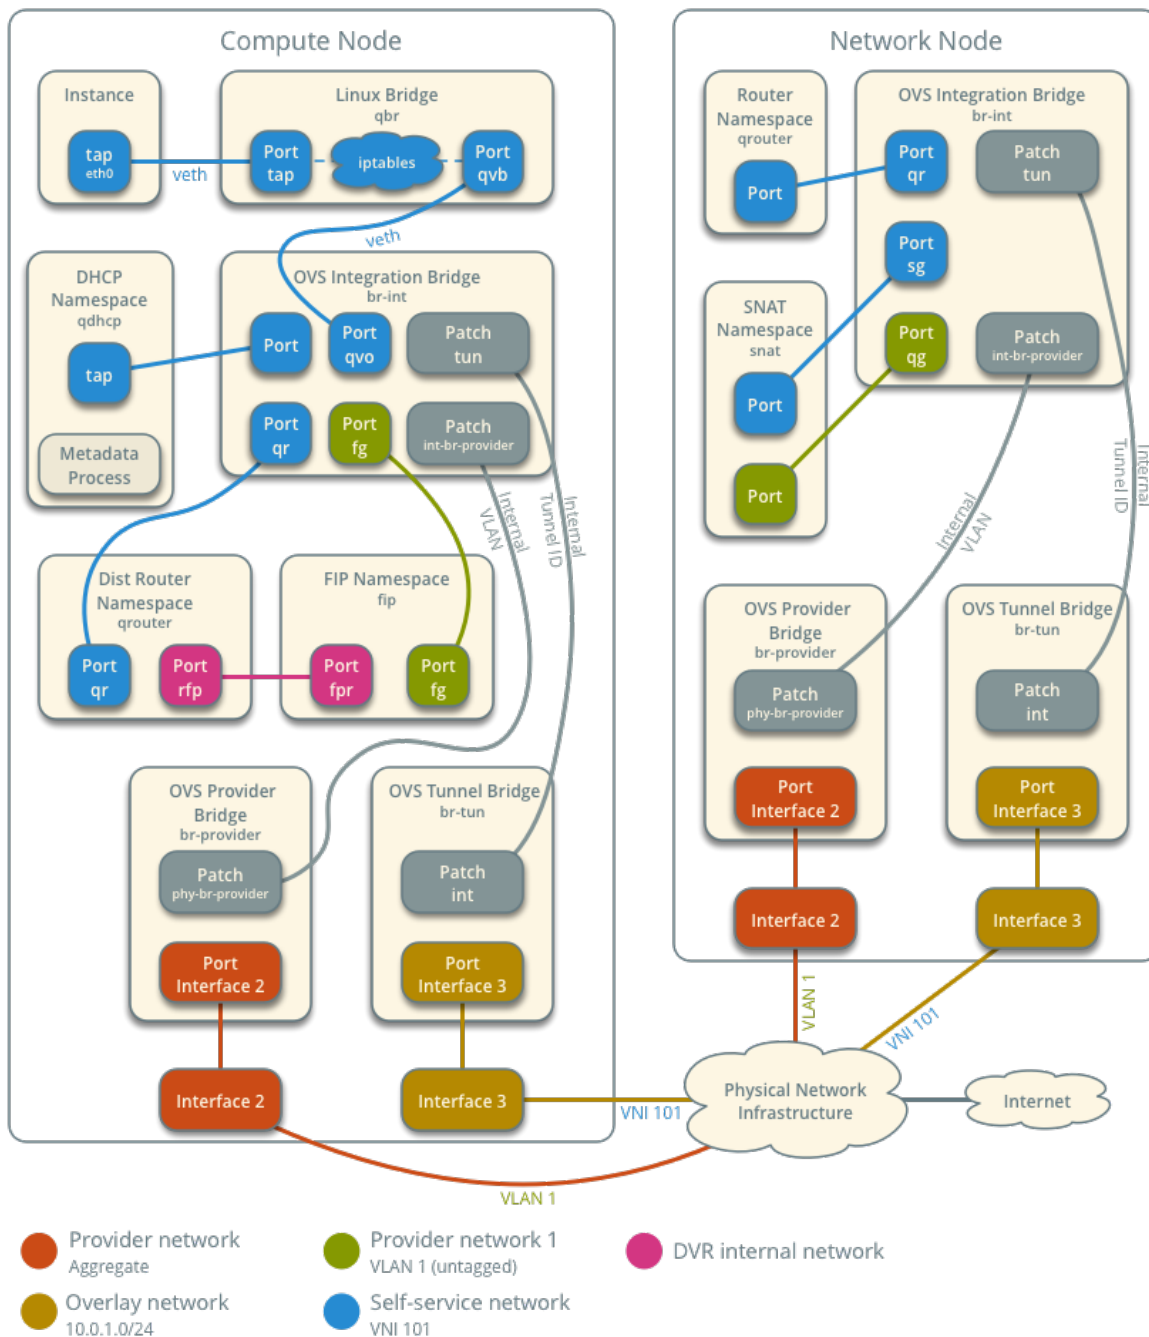 Compute Node
Instance
tap
eth0
veth
Linux Bridge
qbr
Port
tap
iptables
Port
qvb
veth
DHCP
Namespace
qdhcp
tap
Metadata
Process
OVS Integration Bridge
br-int
Port
Port
qvo
Patch
tun
Port
qr
Port
fg
Patch
int-br-provider
Internal
VLAN
Internal
Tunnel ID
Dist Router
Namespace
qrouter
Port
qr
Port
rfp
FIP Namespace
fip
Port
fpr
Port
fg
OVS Provider
Bridge
br-provider
Patch
phy-br-provider
Port
Interface 2
Interface 2
OVS Tunnel Bridge
br-tun
Patch
int
Port
Interface 3
Interface 3
Network Node
Router
Namespace
qrouter
Port
OVS Integration Bridge
br-int
Port
qr
Patch
tun
Port
sg
Port
qg
Patch
int-br-provider
SNAT
Namespace
snat
Port
Port
Internal
VLAN
Internal
Tunnel ID
OVS Provider
Bridge
br-provider
Patch
phy-br-provider
Port
Interface 2
Interface 2
OVS Tunnel Bridge
br-tun
Patch
int
Port
Interface 3
Interface 3
VLAN 1
VNI 101
VNI 101
Physical Network
Infrastructure
Internet
VLAN 1
Provider network
Aggregate
Provider network 1
VLAN 1 (untagged)
DVR internal network
Overlay network
10.0.1.0/24
Self-service network
VNI 101